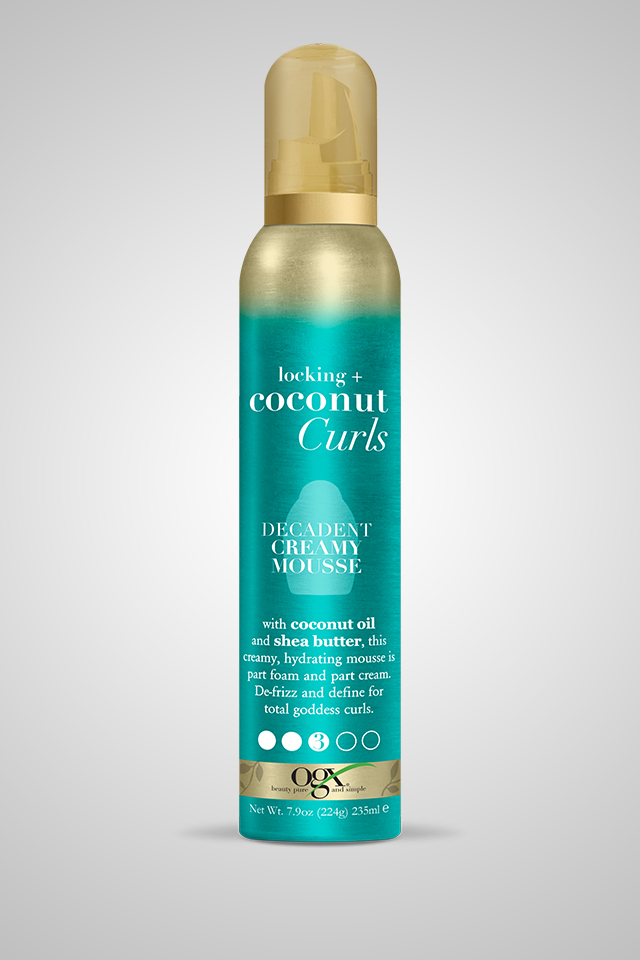 locking +
coconut
Curls
DECADENT
CREAMY
MOUSSE
with coconut oil
and shea butter, this
creamy, hydrating mousse is
part foam and part cream.
De-frizz and define for
total goddess curls.
3
ogx®
beauty pure and simple
Net Wt. 7.9oz (224g) 235ml ℮